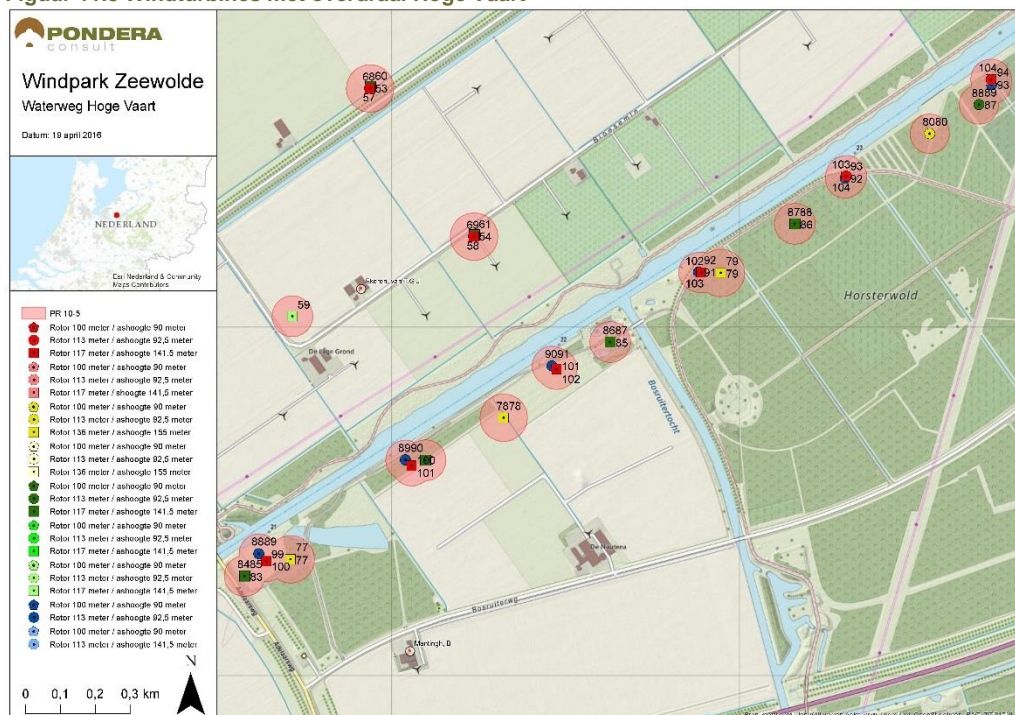 PONDERA
consult
Windpark Zeewolde
Waterweg Hoge Vaart
Datum: 19 april 2016
NEDERLAND
Esri Nederland & Community
Maps Contributors
PR 10-5
Rotor 100 meter / ashoogte 90 meter
Rotor 113 meter / ashoogte 92,5 meter
Rotor 117 meter / ashoogte 141,5 meter
Rotor 100 meter / ashoogte 90 meter
Rotor 113 meter / ashoogte 92,5 meter
Rotor 117 meter / ashoogte 141,5 meter
Rotor 100 meter / ashoogte 90 meter
Rotor 113 meter / ashoogte 92,5 meter
Rotor 136 meter / ashoogte 155 meter
Rotor 100 meter / ashoogte 90 meter
Rotor 113 meter / ashoogte 92,5 meter
Rotor 136 meter / ashoogte 155 meter
Rotor 100 meter / ashoogte 90 meter
Rotor 113 meter / ashoogte 92,5 meter
Rotor 117 meter / ashoogte 141,5 meter
Rotor 100 meter / ashoogte 90 meter
Rotor 113 meter / ashoogte 92,5 meter
Rotor 117 meter / ashoogte 141,5 meter
Rotor 100 meter / ashoogte 90 meter
Rotor 113 meter / ashoogte 92,5 meter
Rotor 117 meter / ashoogte 141,5 meter
Rotor 100 meter / ashoogte 90 meter
Rotor 113 meter / ashoogte 92,5 meter
Rotor 100 meter / ashoogte 90 meter
Rotor 113 meter / ashoogte 141,5 meter
N
0 0,1 0,2 0,3 km
6860
53
57
104 94
93
8889
87
8080
Bloesemln
23
103 93
92
104
6961
54
58
8788
86
102 92
91
103
79
79
Horsterwold
59
De Lage Grond
22
8687
85
9091
101
102
Bosruitertocht
7878
8990
100
101
21
8889
99
100
77
77
8485
83
De Nautena
Bosruiterweg
Adelaarsweg
Mantingh, B